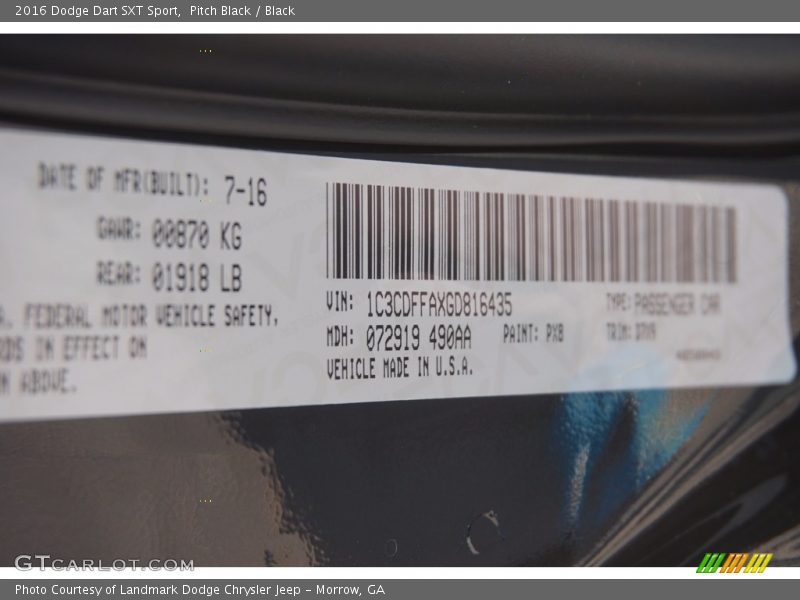 2016 Dodge Dart SXT Sport,  Pitch Black / Black
DATE OF MFR(BUILT): 7-16
GAWR: 00870 KG
REAR: 01918 LB
FEDERAL MOTOR VEHICLE SAFETY,
IN EFFECT ON
ABOVE.
VIN: 1C3CDFFAXGD816435
TYPE: PASSENGER CAR
MDH: 072919 490AA
PAINT: PXB
TRIM:
VEHICLE MADE IN U.S.A.
GTCARLOT.COM
Photo Courtesy of Landmark Dodge Chrysler Jeep – Morrow, GA